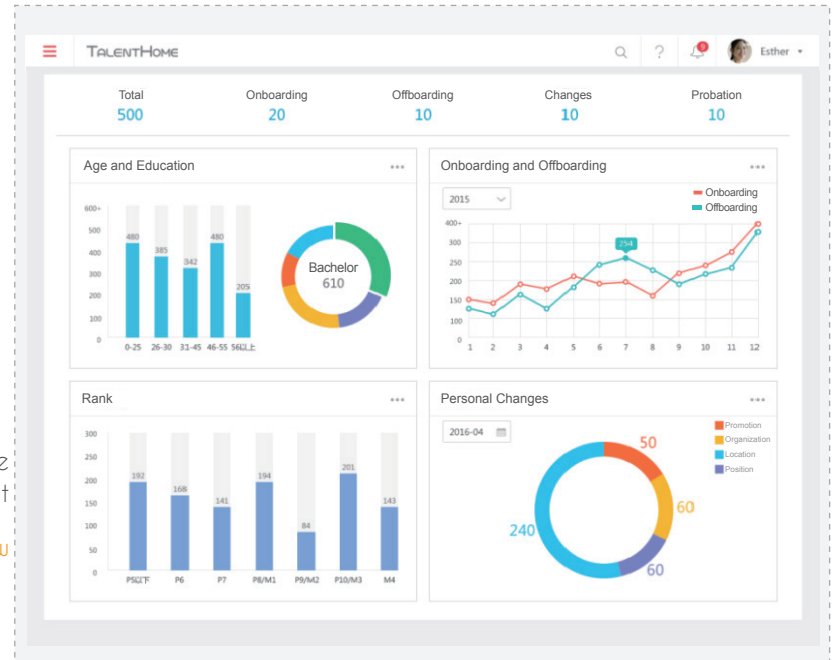 TALENTHOME
9
Esther
Total
500
Onboarding
20
Offboarding
10
Changes
10
Probation
10
Age and Education
600+
500
400
300
200
100
0
480
385
342
480
205
0-25 26-30 31-45 46-55 56以上
Bachelor
610
Onboarding and Offboarding
2015
Onboarding
Offboarding
400+
300
250
200
150
100
0
254
1 2 3 4 5 6 7 8 9 10 11 12
Rank
300
250
200
150
100
50
0
192
168
141
194
84
201
143
P5以下 P6 P7 P8/M1 P9/M2 P10/M3 M4
Personal Changes
2016-04
Promotion
Organization
Location
Position
50
60
240
60